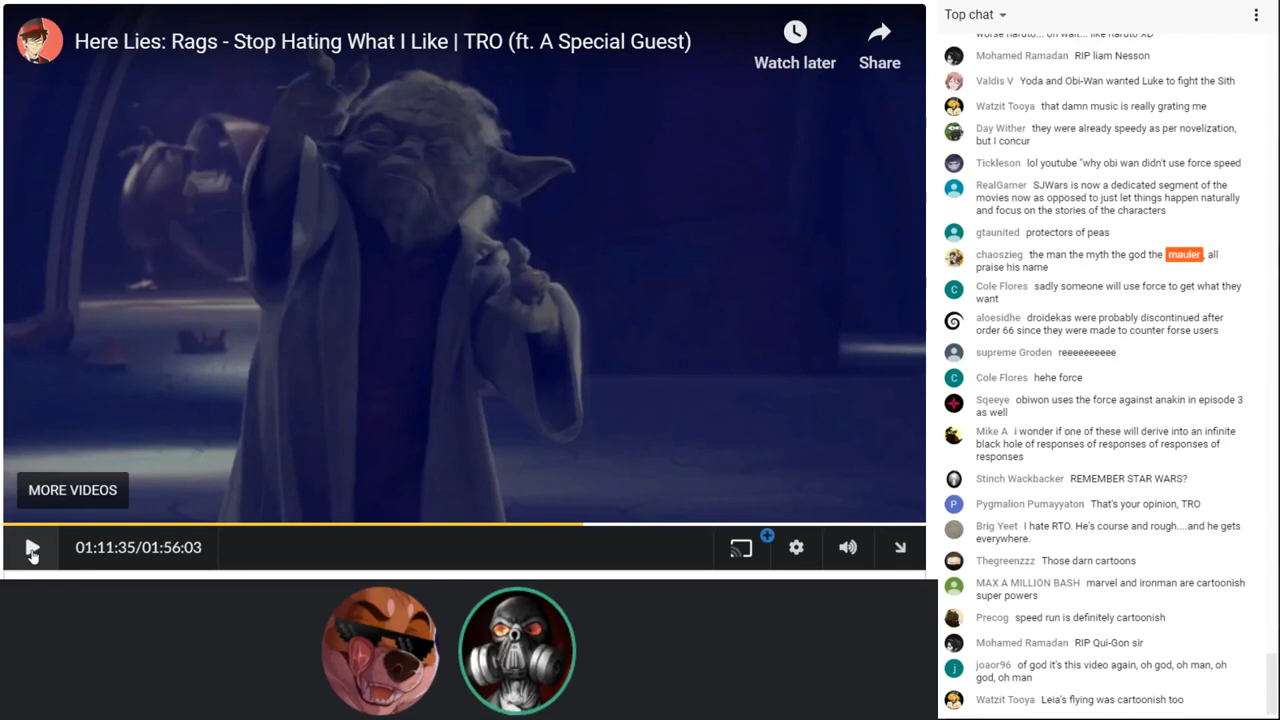 Here Lies: Rags - Stop Hating What I Like | TRO (ft. A Special Guest)
Watch later
Share
MORE VIDEOS
01:11:35/01:56:03
Top chat
worse naruto... oh wait... like naruto XD
Mohamed Ramadan RIP liam Nesson
Valdis V Yoda and Obi-Wan wanted Luke to fight the Sith
Watzit Tooya that damn music is really grating me
Day Wither they were already speedy as per novelization,
but I concur
Tickleson lol youtube "why obi wan didn't use force speed
RealGamer SJWars is now a dedicated segment of the
movies now as opposed to just let things happen naturally
and focus on the stories of the characters
gtaunited protectors of peas
chaoszieg the man the myth the god the mauler, all
praise his name
C Cole Flores sadly someone will use force to get what they
want
aloesidhe droidekas were probably discontinued after
order 66 since they were made to counter forse users
supreme Groden reeeeeeeeee
C Cole Flores hehe force
Sqeeye obiwon uses the force against anakin in episode 3
as well
Mike A i wonder if one of these will derive into an infinite
black hole of responses of responses of responses of
responses
Stinch Wackbacker REMEMBER STAR WARS?
P Pygmalion Pumayyaton That's your opinion, TRO
Brig Yeet I hate RTO. He's course and rough....and he gets
everywhere.
Thegreenzzz Those darn cartoons
MAX A MILLION BASH marvel and ironman are cartoonish
super powers
Precog speed run is definitely cartoonish
Mohamed Ramadan RIP Qui-Gon sir
j joaor96 of god it's this video again, oh god, oh man, oh
god, oh man
Watzit Tooya Leia's flying was cartoonish too